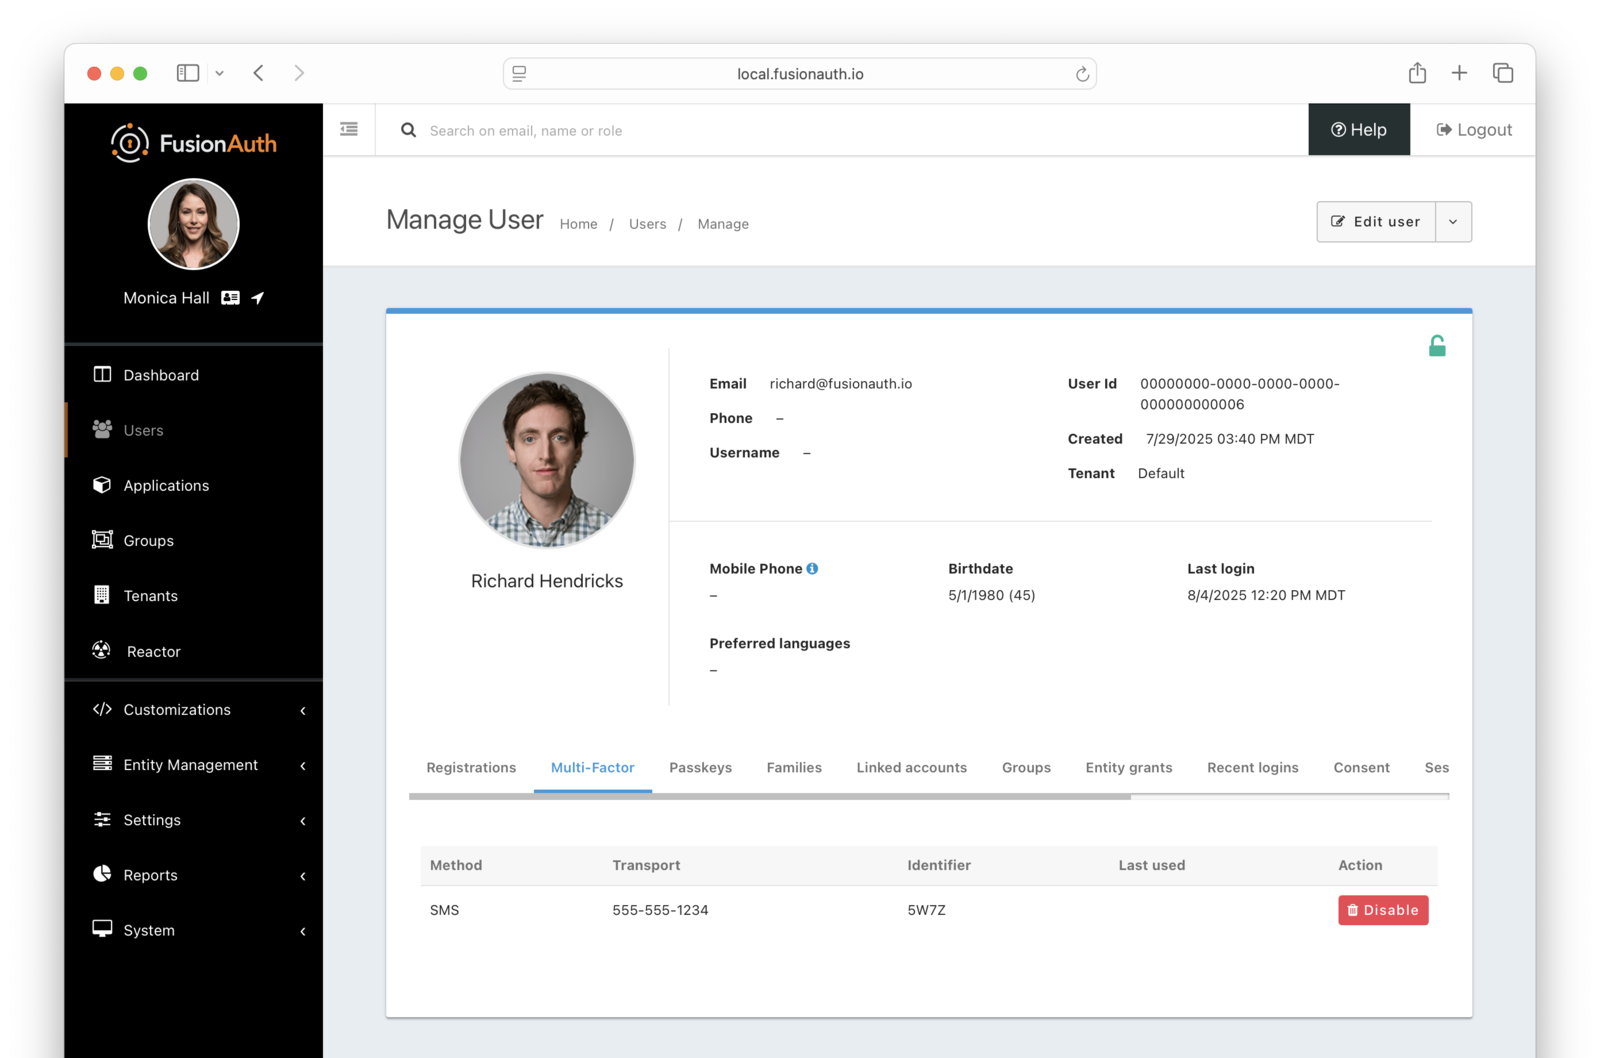 local.fusionauth.io
FusionAuth
Search on email, name or role
Help
Logout
Monica Hall
Dashboard
Users
Applications
Groups
Tenants
Reactor
Customizations
Entity Management
Settings
Reports
System
Manage User
Home / Users / Manage
Edit user
Richard Hendricks
Email richard@fusionauth.io
Phone –
Username –
User Id 00000000-0000-0000-0000-
000000000006
Created 7/29/2025 03:40 PM MDT
Tenant Default
Mobile Phone
–
Birthdate
5/1/1980 (45)
Last login
8/4/2025 12:20 PM MDT
Preferred languages
–
Registrations Multi-Factor Passkeys Families Linked accounts Groups Entity grants Recent logins Consent Ses
Method Transport Identifier Last used Action
SMS 555-555-1234 5W7Z Disable